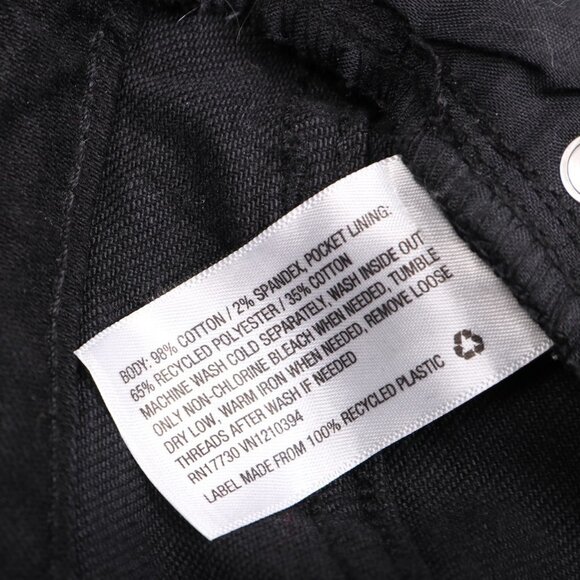 BODY: 98% COTTON / 2% SPANDEX, POCKET LINING:
65% RECYCLED POLYESTER / 35% COTTON
MACHINE WASH COLD SEPARATELY, WASH INSIDE OUT
ONLY NON-CHLORINE BLEACH WHEN NEEDED, TUMBLE
DRY LOW, WARM IRON WHEN NEEDED, REMOVE LOOSE
THREADS AFTER WASH IF NEEDED
RN17730 VN1210394
LABEL MADE FROM 100% RECYCLED PLASTIC